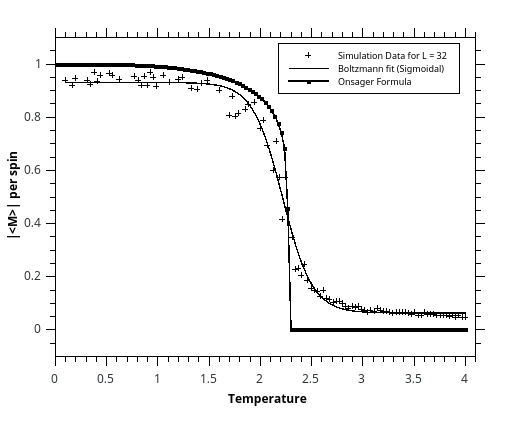 Simulation Data for L = 32
Boltzmann fit (Sigmoidal)
Onsager Formula
|<M>| per spin
1
0.8
0.6
0.4
0.2
0
0 0.5 1 1.5 2 2.5 3 3.5 4
Temperature